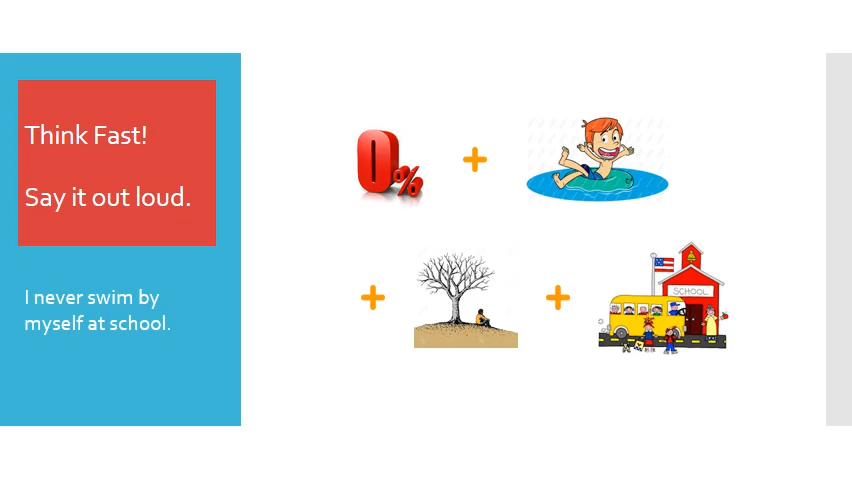 Think Fast!
Say it out loud.
I never swim by
myself at school.
0%
+
+
+
SCHOOL